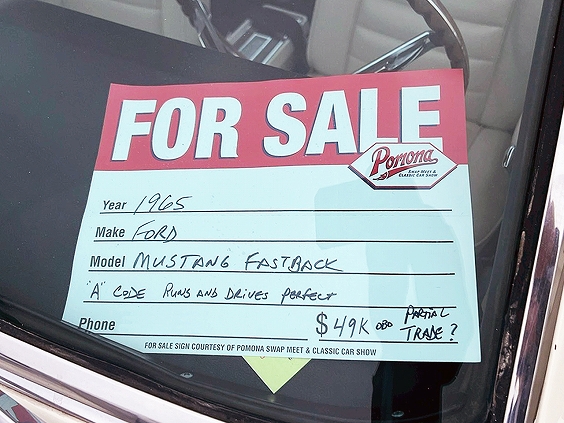 FOR SALE
Pomona
SWAP MEET &
CLASSIC CAR SHOW
Year 1965
Make FORD
Model MUSTANG FASTBACK
"A" CODE RUNS AND DRIVES PERFECT
Phone $49K OBO PARTIAL TRADE?
FOR SALE SIGN COURTESY OF POMONA SWAP MEET & CLASSIC CAR SHOW